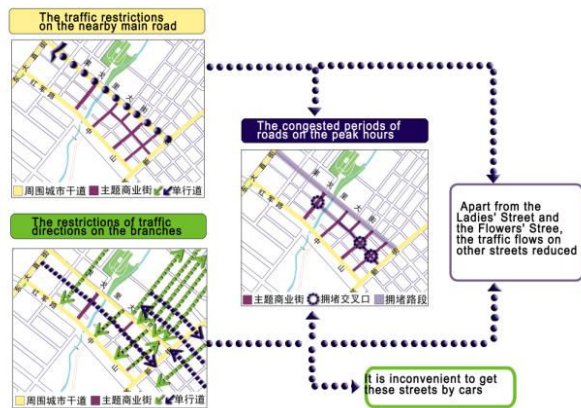 The traffic restrictions
on the nearby main road
周围城市干道 主题商业街 单行道
The restrictions of traffic
directions on the branches
周围城市干道 主题商业街 单行道
The congested periods of
roads on the peak hours
主题商业街 拥堵交叉口 拥堵路段
Apart from the
Ladies' Street and
the Flowers' Stree,
the traffic flows on
other streets reduced
It is inconvenient to get
these streets by cars